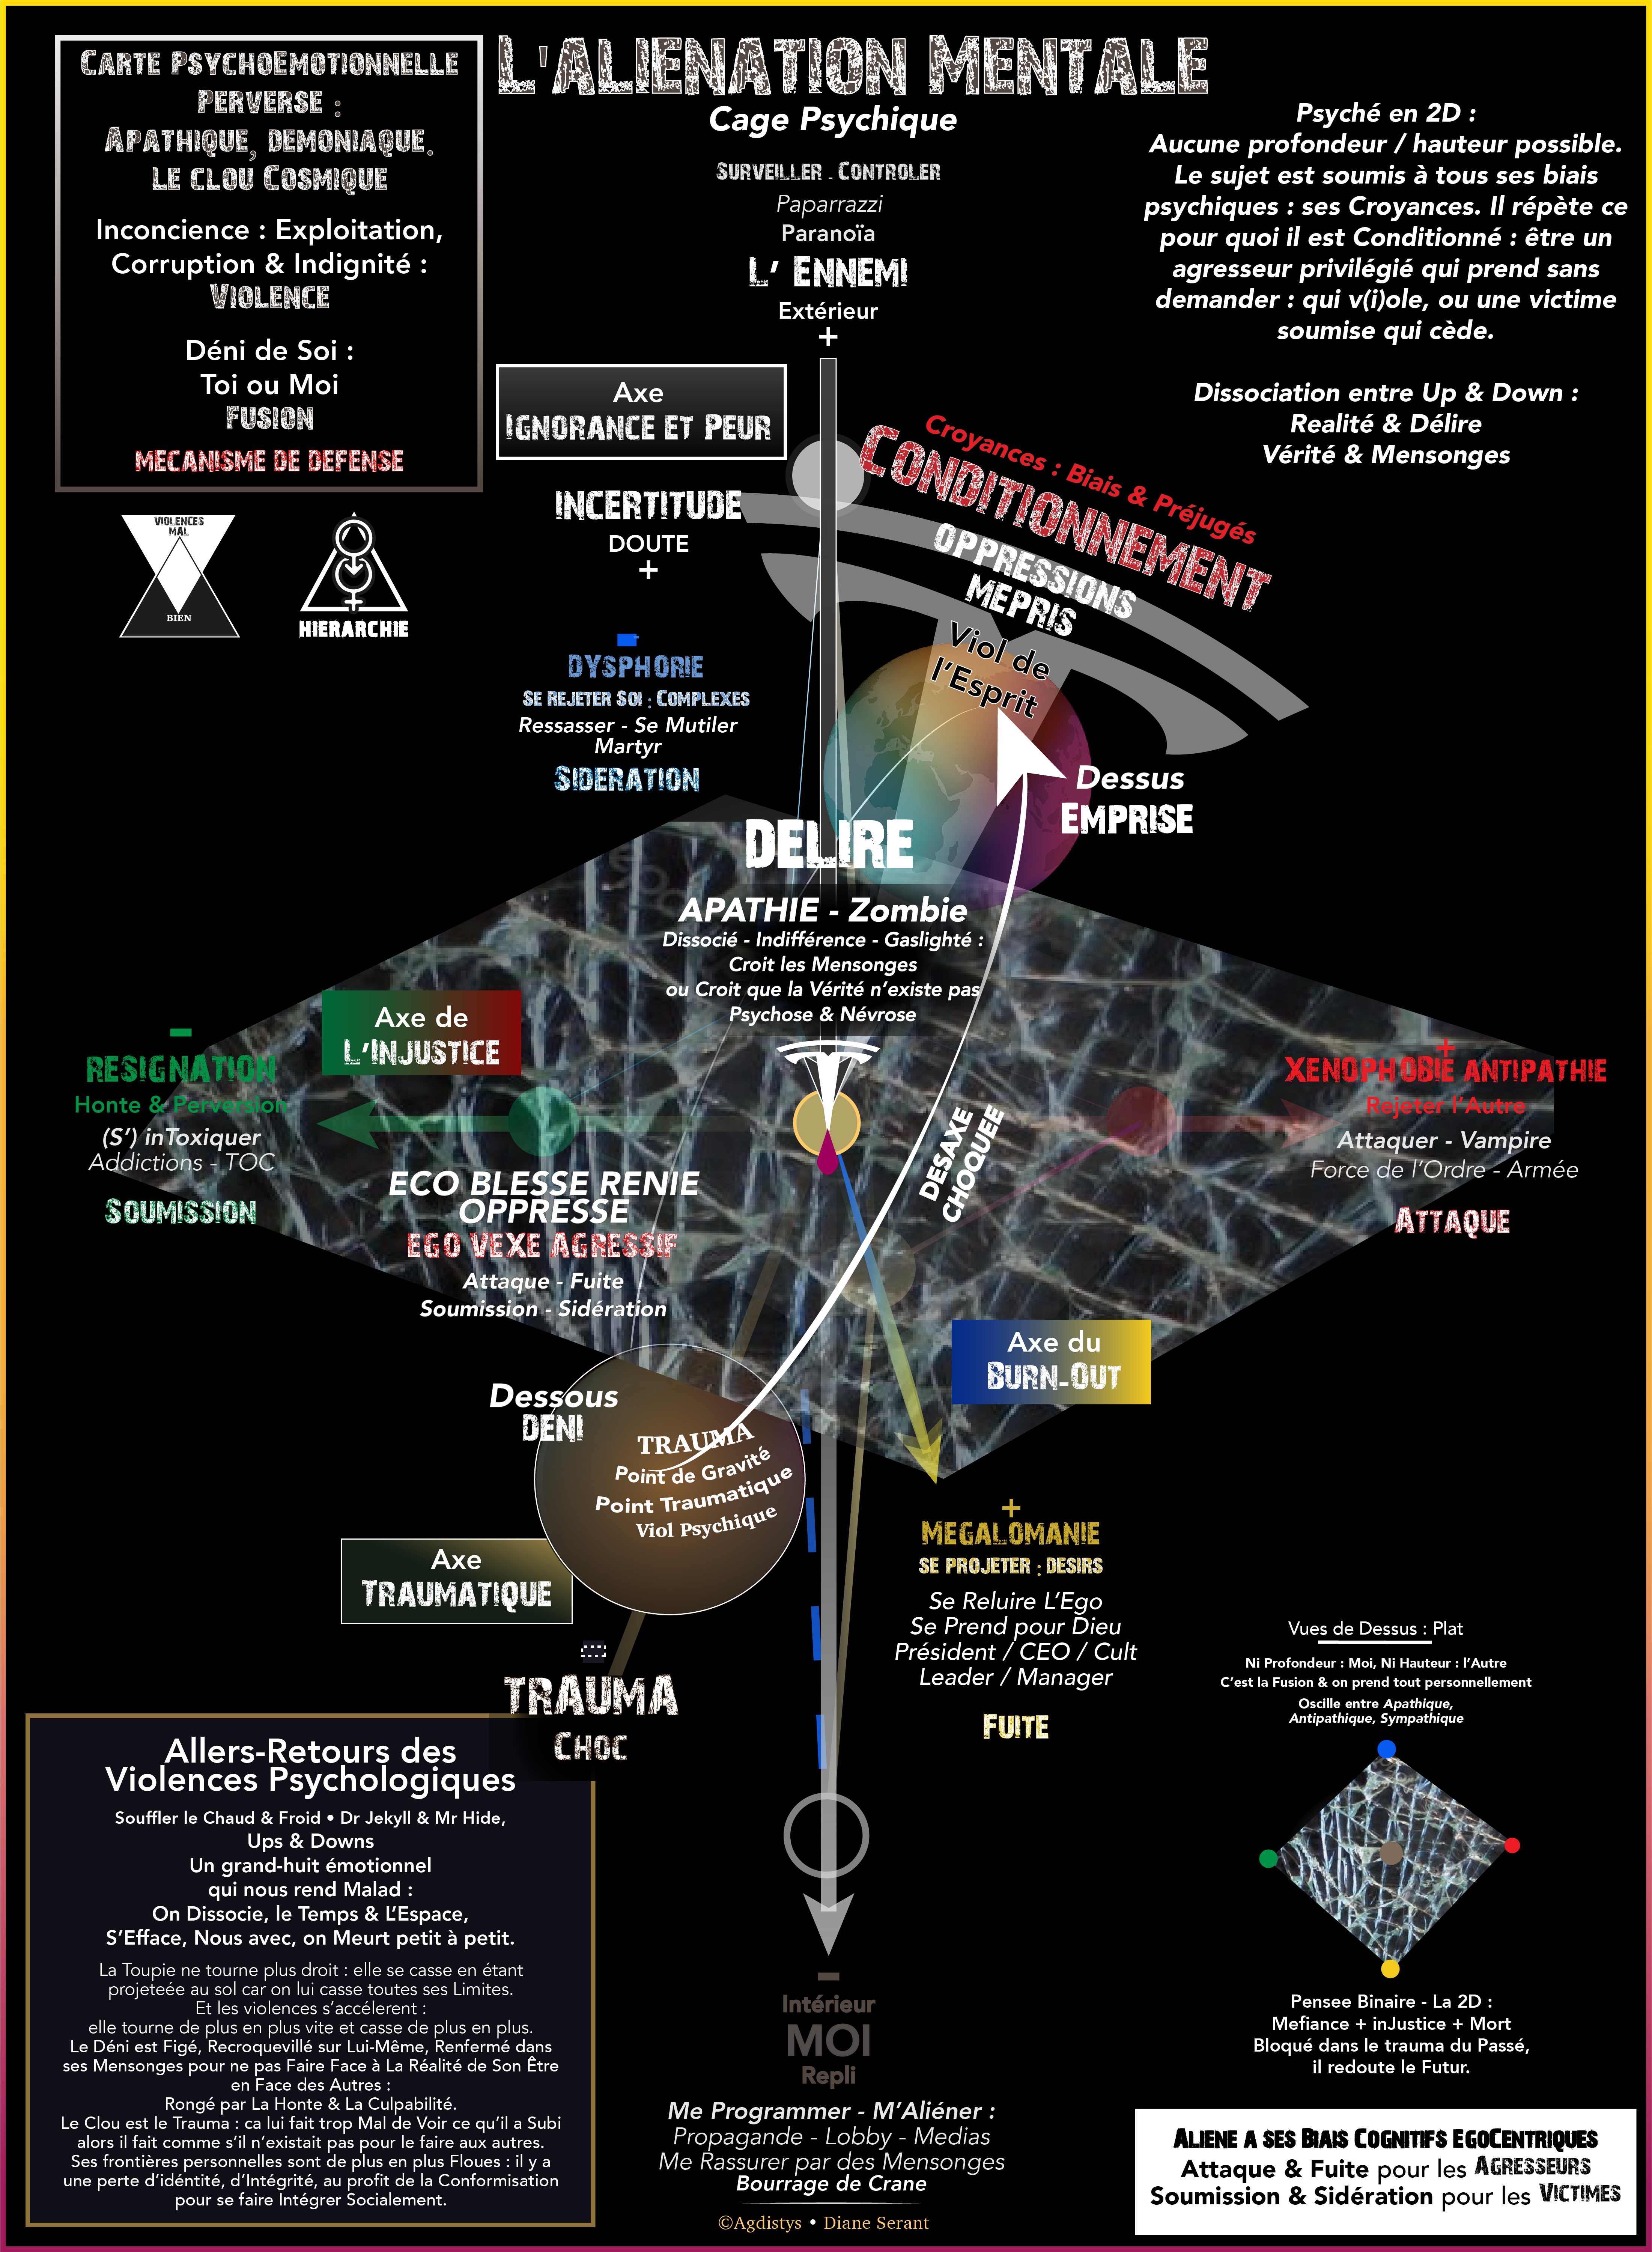 L'ALIENATION MENTALE
Cage Psychique
CARTE PSYCHOEMOTIONNELLE
PERVERSE :
APATHIQUE, DEMONIAQUE.
LE CLOU COSMIQUE
Inconcience : Exploitation,
Corruption & Indignité :
VIOLENCE
Déni de Soi :
Toi ou Moi
FUSION
MECANISME DE DEFENSE
VIOLENCES
MAL
BIEN
HIERARCHIE
SURVEILLER - CONTROLER
Paparrazzi
Paranoïa
L' ENNEMI
Extérieur
+
Psyché en 2D :
Aucune profondeur / hauteur possible.
Le sujet est soumis à tous ses biais
psychiques : ses Croyances. Il répète ce
pour quoi il est Conditionné : être un
agresseur privilégié qui prend sans
demander : qui v(i)ole, ou une victime
soumise qui cède.
Dissociation entre Up & Down :
Realité & Délire
Vérité & Mensonges
Axe
IGNORANCE ET PEUR
INCERTITUDE
DOUTE
+
Croyances : Biais & Préjugés
CONDITIONNEMENT
OPPRESSIONS
MEPRIS
Viol de
l'Esprit
-
DYSPHORIE
SE REJETER SOI : COMPLEXES
Ressasser - Se Mutiler
Martyr
SIDERATION
Dessus
EMPRISE
DELIRE
APATHIE - Zombie
Dissocié - Indifférence - Gaslighté :
Croit les Mensonges
ou Croit que la Vérité n'existe pas
Psychose & Névrose
Axe de
L'INJUSTICE
-
RESIGNATION
Honte & Perversion
(S') inToxiquer
Addictions - TOC
SOUMISSION
+
XENOPHOBIE ANTIPATHIE
Rejeter l'Autre
Attaquer - Vampire
Force de l'Ordre - Armée
ATTAQUE
DESAXE
CHOQUEE
ECO BLESSE RENIE
OPPRESSE
EGO VEXE AGRESSIF
Attaque - Fuite
Soumission - Sidération
Axe du
BURN-OUT
Dessous
DENI
TRAUMA
Point de Gravité
Point Traumatique
Viol Psychique
Axe
TRAUMATIQUE
TRAUMA
CHOC
+
MEGALOMANIE
SE PROJETER : DESIRS
Se Reluire L'Ego
Se Prend pour Dieu
Président / CEO / Cult
Leader / Manager
FUITE
Vues de Dessus : Plat
Ni Profondeur : Moi, Ni Hauteur : l'Autre
C'est la Fusion & on prend tout personnellement
Oscille entre Apathique,
Antipathique, Sympathique
Pensee Binaire - La 2D :
Mefiance + inJustice + Mort
Bloqué dans le trauma du Passé,
il redoute le Futur.
Allers-Retours des
Violences Psychologiques
Souffler le Chaud & Froid • Dr Jekyll & Mr Hide,
Ups & Downs
Un grand-huit émotionnel
qui nous rend Malad :
On Dissocie, le Temps & L'Espace,
S'Efface, Nous avec, on Meurt petit à petit.
La Toupie ne tourne plus droit : elle se casse en étant
projeteée au sol car on lui casse toutes ses Limites.
Et les violences s'accélerent :
elle tourne de plus en plus vite et casse de plus en plus.
Le Déni est Figé, Recroquevillé sur Lui-Même, Renfermé dans
ses Mensonges pour ne pas Faire Face à La Réalité de Son Être
en Face des Autres :
Rongé par La Honte & La Culpabilité.
Le Clou est le Trauma : ca lui fait trop Mal de Voir ce qu'il a Subi
alors il fait comme s'il n'existait pas pour le faire aux autres.
Ses frontières personnelles sont de plus en plus Floues : il y a
une perte d'idéntité, d'Intégrité, au profit de la Conformisation
pour se faire Intégrer Socialement.
-
Intérieur
MOI
Repli
Me Programmer - M'Aliéner :
Propagande - Lobby - Medias
Me Rassurer par des Mensonges
Bourrage de Crane
©Agdistys • Diane Serant
ALIENE A SES BIAIS COGNITIFS EGOCENTRIQUES
Attaque & Fuite pour les AGRESSEURS
Soumission & Sidération pour les VICTIMES